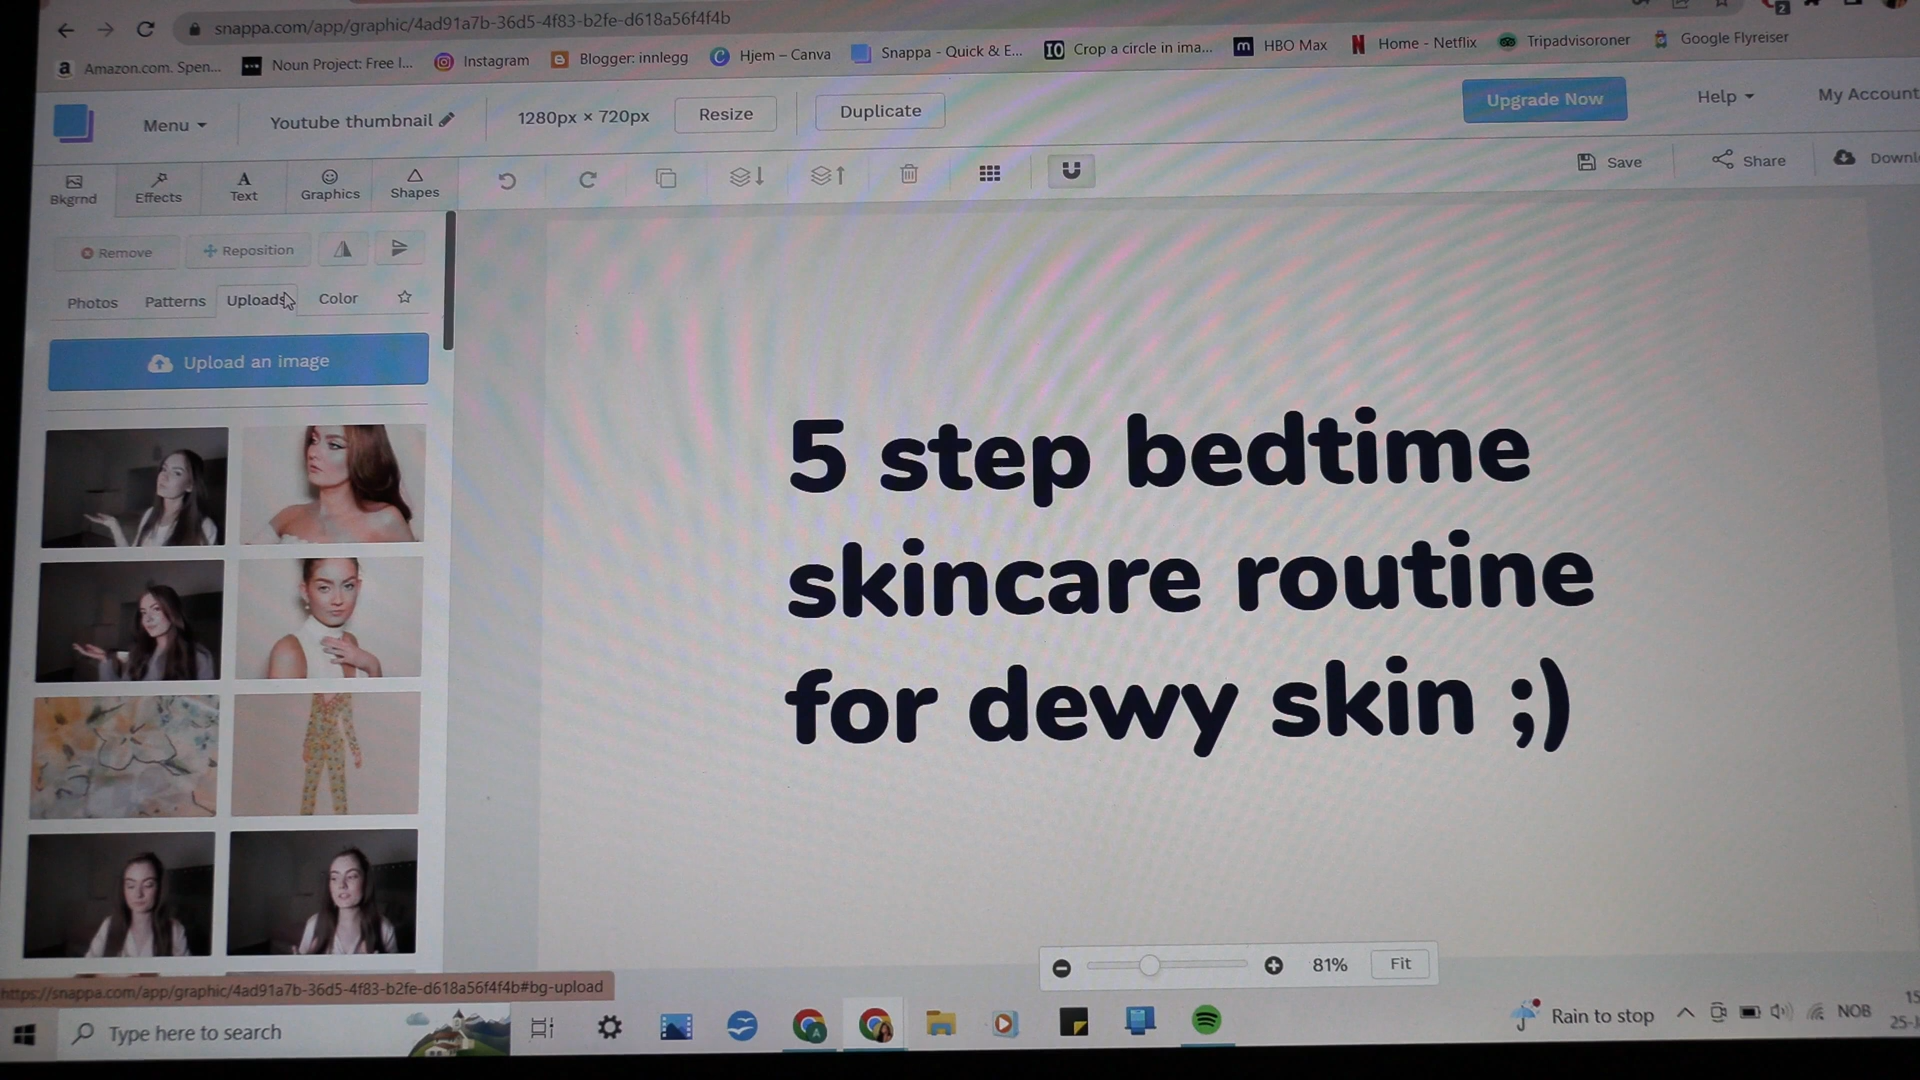 snappa.com/app/graphic/4ad91a7b-36d5-4f83-b2fe-d618a56f4f4b
2
Amazon.com. Spen... Noun Project: Free I... Instagram Blogger: innlegg Hjem – Canva Snappa - Quick & E... Crop a circle in ima... HBO Max Home - Netflix Tripadvisoroner Google Flyreiser
Menu Youtube thumbnail 1280px × 720px Resize Duplicate Upgrade Now Help My Account
Bkgrnd Effects Text Graphics Shapes Save Share Downl
Remove Reposition
Photos Patterns Uploads Color
Upload an image
5 step bedtime
skincare routine
for dewy skin ;)
81% Fit
https://snappa.com/app/graphic/4ad91a7b-36d5-4f83-b2fe-d618a56f4f4b#bg-upload
Type here to search Rain to stop NOB